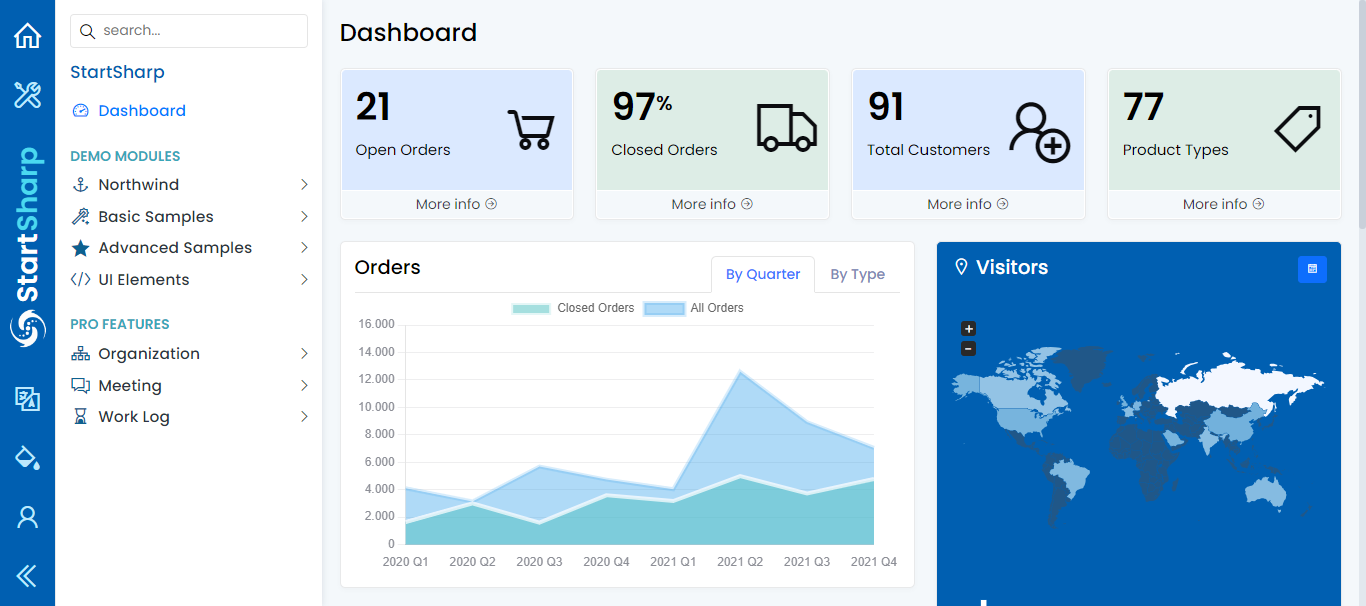 search...
StartSharp
Dashboard
DEMO MODULES
Northwind
Basic Samples
Advanced Samples
UI Elements
PRO FEATURES
Organization
Meeting
Work Log
StartSharp
Dashboard
21
Open Orders
More info
97%
Closed Orders
More info
91
Total Customers
More info
77
Product Types
More info
Orders
By Quarter By Type
Closed Orders All Orders
16.000
14.000
12.000
10.000
8.000
6.000
4.000
2.000
0
2020 Q1 2020 Q2 2020 Q3 2020 Q4 2021 Q1 2021 Q2 2021 Q3 2021 Q4
Visitors
+
−